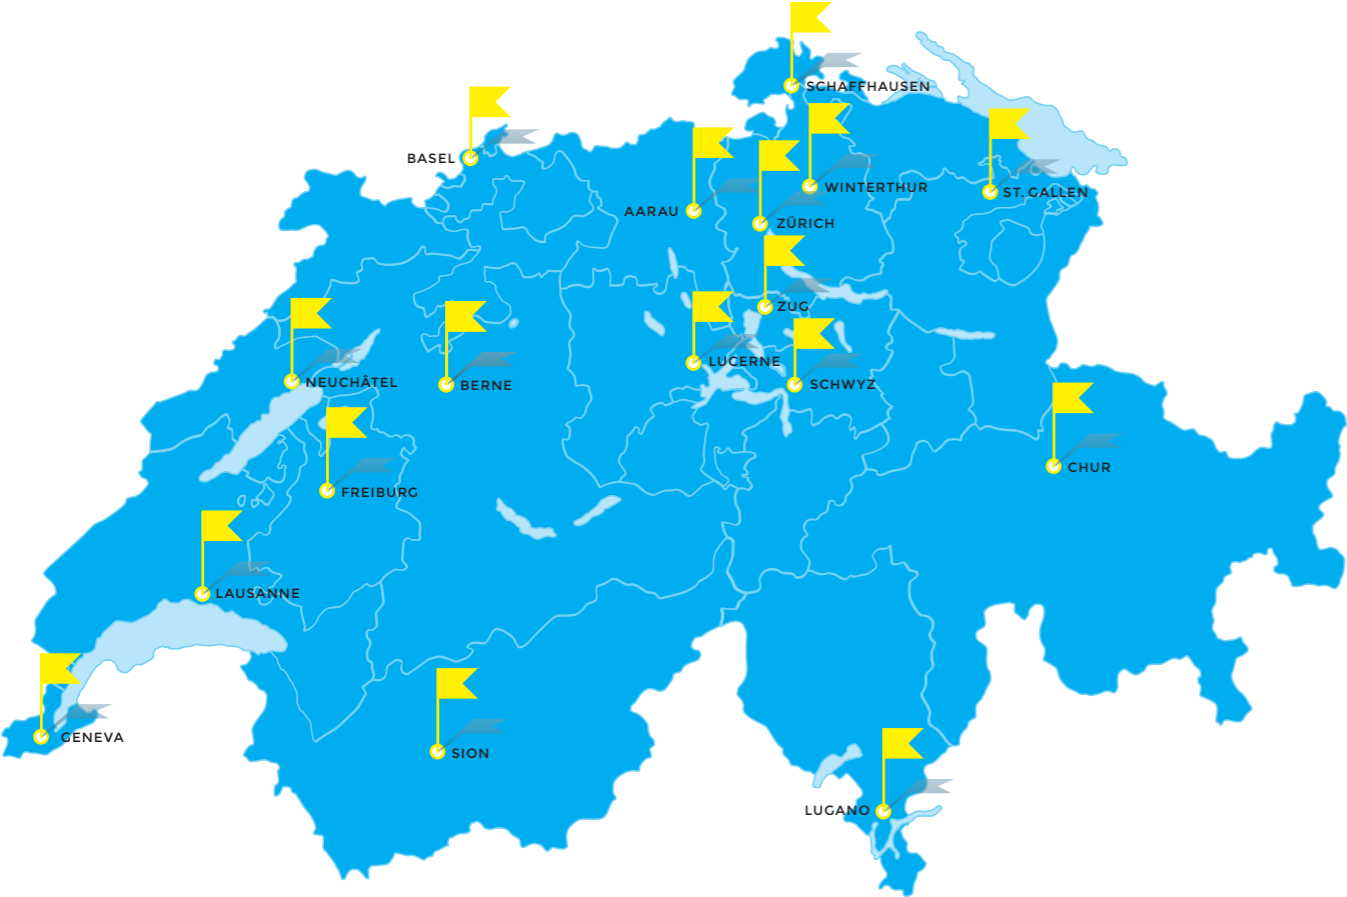 SCHAFFHAUSEN
BASEL
WINTERTHUR
ST. GALLEN
AARAU
ZÜRICH
ZUG
LUCERNE
NEUCHÂTEL
BERNE
SCHWYZ
CHUR
FREIBURG
LAUSANNE
GENEVA
SION
LUGANO